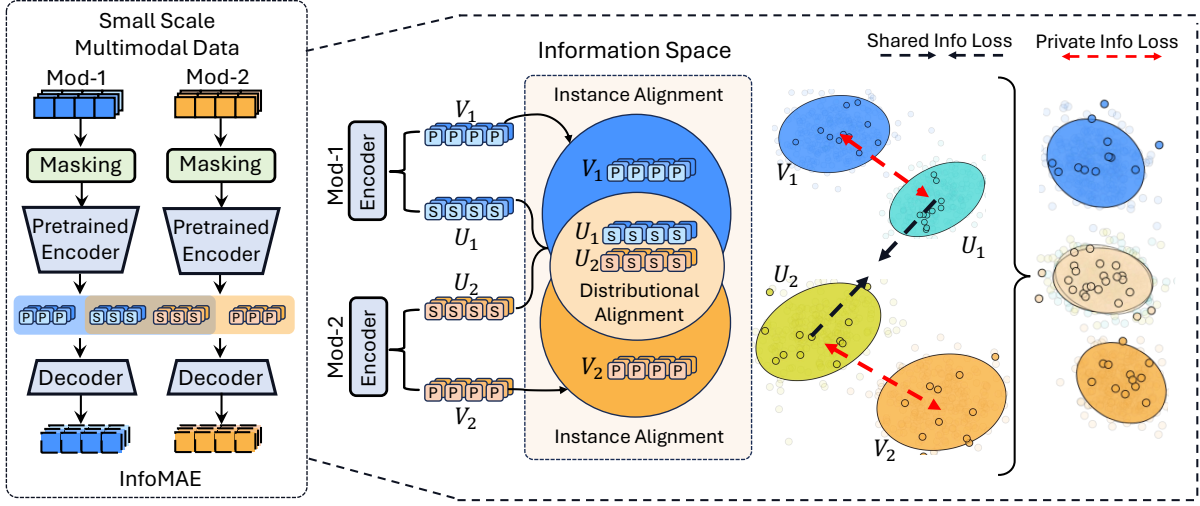 Small Scale
Multimodal Data
Mod-1
Mod-2
Masking
Masking
Pretrained
Encoder
Pretrained
Encoder
P P P
S S S
S S S
P P P
Decoder
Decoder
InfoMAE
Mod-1
Encoder
V₁
P P P P
S S S S
U₁
Mod-2
Encoder
U₂
S S S S
P P P P
V₂
Information Space
Instance Alignment
V₁ P P P P
U₁ S S S S
U₂ S S S S
Distributional
Alignment
V₂ P P P P
Instance Alignment
Shared Info Loss
Private Info Loss
V₁
U₁
U₂
V₂